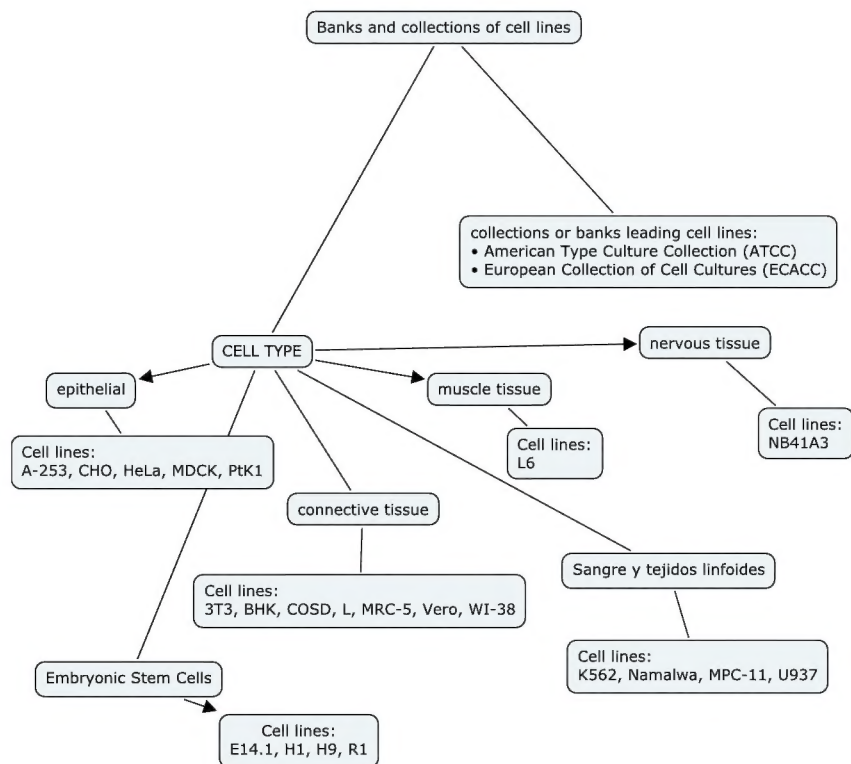 Banks and collections of cell lines
collections or banks leading cell lines:
• American Type Culture Collection (ATCC)
• European Collection of Cell Cultures (ECACC)
CELL TYPE
nervous tissue
epithelial
muscle tissue
Cell lines:
NB41A3
Cell lines:
A-253, CHO, HeLa, MDCK, PtK1
Cell lines:
L6
connective tissue
Sangre y tejidos linfoides
Cell lines:
3T3, BHK, COSD, L, MRC-5, Vero, WI-38
Cell lines:
K562, Namalwa, MPC-11, U937
Embryonic Stem Cells
Cell lines:
E14.1, H1, H9, R1